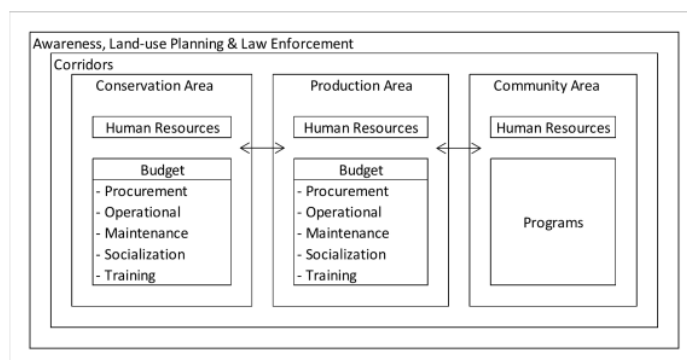 Awareness, Land-use Planning & Law Enforcement
Corridors
Conservation Area
Human Resources
Budget
- Procurement
- Operational
- Maintenance
- Socialization
- Training
Production Area
Human Resources
Budget
- Procurement
- Operational
- Maintenance
- Socialization
- Training
Community Area
Human Resources
Programs